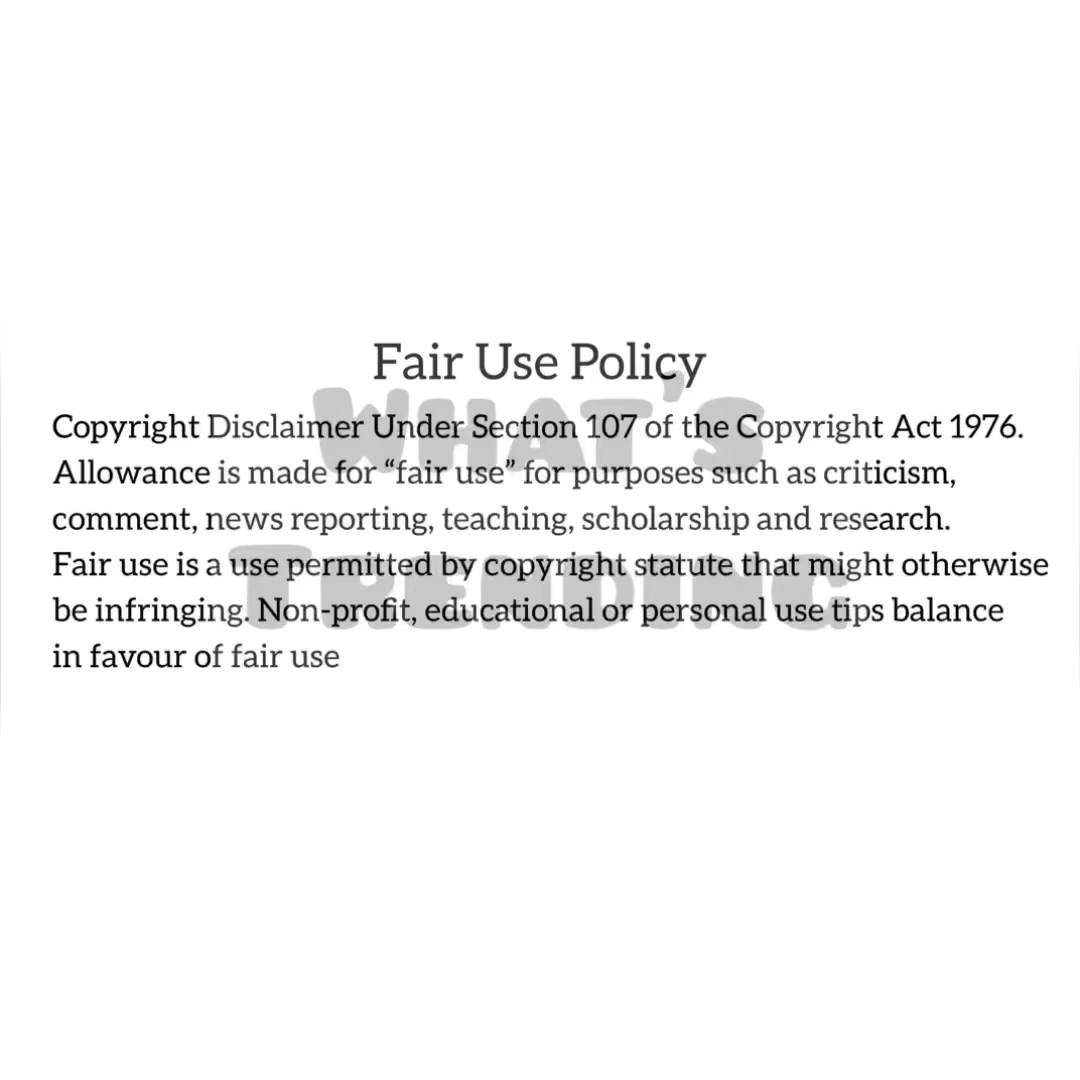 Fair Use Policy
WHAT'S
Copyright Disclaimer Under Section 107 of the Copyright Act 1976.
Allowance is made for “fair use” for purposes such as criticism,
comment, news reporting, teaching, scholarship and research.
TRENDING
Fair use is a use permitted by copyright statute that might otherwise
be infringing. Non-profit, educational or personal use tips balance
in favour of fair use